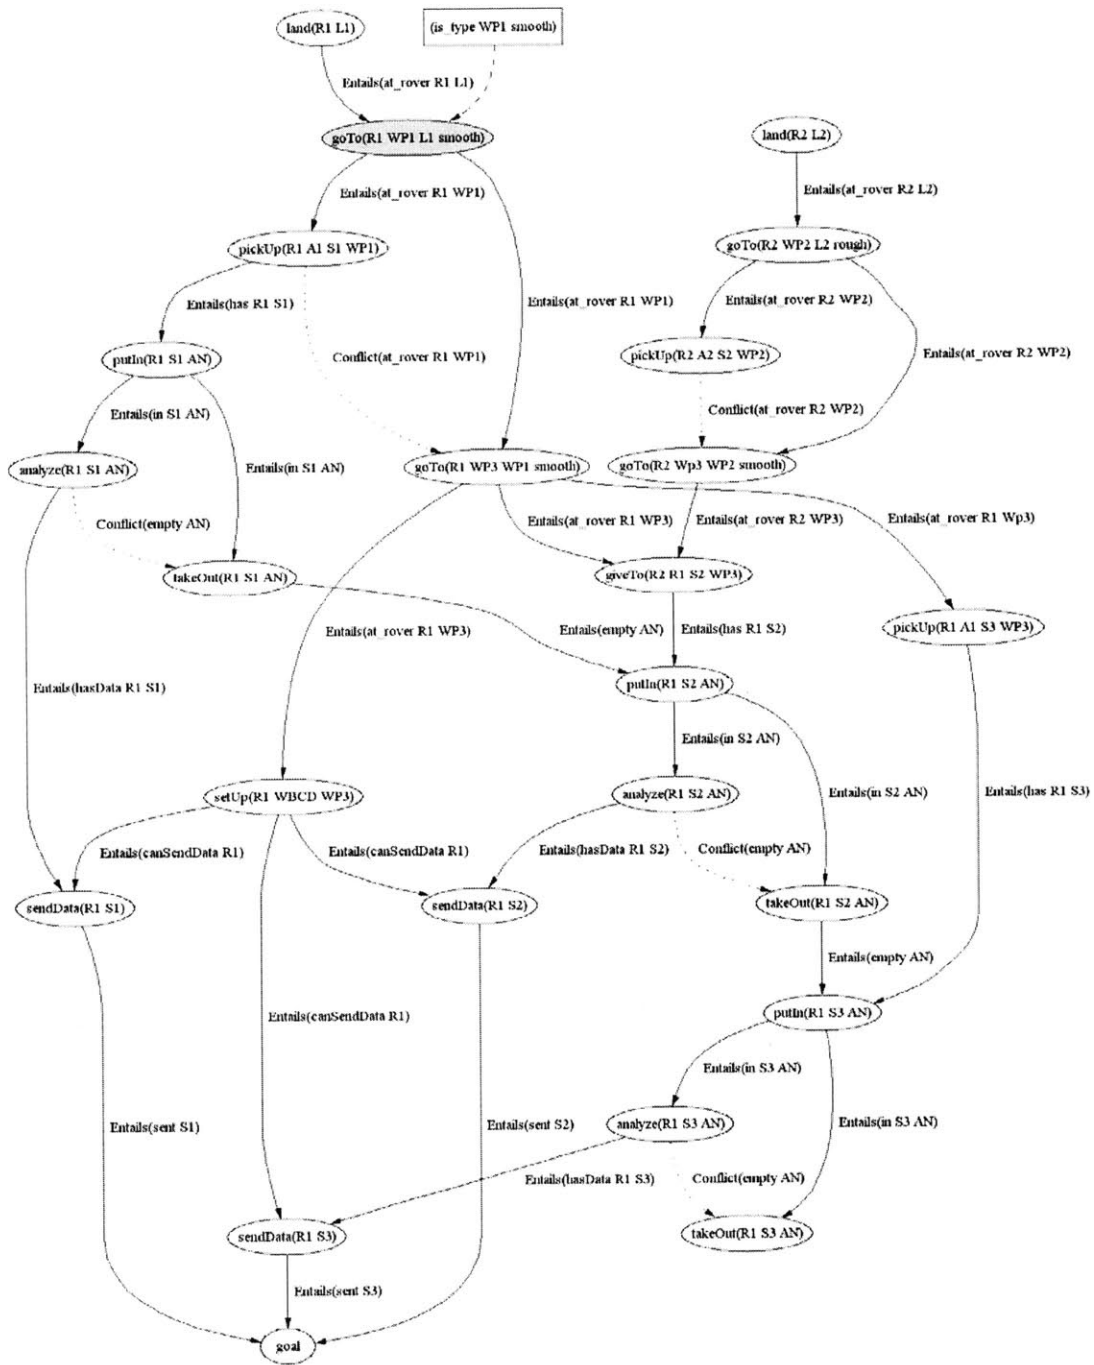 land(R1 L1)
(is_type WP1 smooth)
Entails(at_rover R1 L1)
goTo(R1 WP1 L1 smooth)
land(R2 L2)
Entails(at_rover R1 WP1)
Entails(at_rover R2 L2)
pickUp(R1 A1 S1 WP1)
goTo(R2 WP2 L2 rough)
Entails(has R1 S1)
Entails(at_rover R1 WP1)
Entails(at_rover R2 WP2)
putIn(R1 S1 AN)
Conflict(at_rover R1 WP1)
pickUp(R2 A2 S2 WP2)
Entails(at_rover R2 WP2)
Entails(in S1 AN)
Conflict(at_rover R2 WP2)
analyze(R1 S1 AN)
Entails(in S1 AN)
goTo(R1 WP3 WP1 smooth)
goTo(R2 Wp3 WP2 smooth)
Conflict(empty AN)
Entails(at_rover R1 WP3)
Entails(at_rover R2 WP3)
Entails(at_rover R1 Wp3)
takeOut(R1 S1 AN)
giveTo(R2 R1 S2 WP3)
Entails(at_rover R1 WP3)
Entails(empty AN)
Entails(has R1 S2)
pickUp(R1 A1 S3 WP3)
Entails(hasData R1 S1)
putIn(R1 S2 AN)
Entails(in S2 AN)
setUp(R1 WBCD WP3)
analyze(R1 S2 AN)
Entails(in S2 AN)
Entails(has R1 S3)
Entails(canSendData R1)
Entails(canSendData R1)
Entails(hasData R1 S2)
Conflict(empty AN)
sendData(R1 S1)
sendData(R1 S2)
takeOut(R1 S2 AN)
Entails(empty AN)
Entails(canSendData R1)
putIn(R1 S3 AN)
Entails(in S3 AN)
Entails(sent S1)
Entails(sent S2)
analyze(R1 S3 AN)
Entails(in S3 AN)
Entails(hasData R1 S3)
Conflict(empty AN)
sendData(R1 S3)
takeOut(R1 S3 AN)
Entails(sent S3)
goal